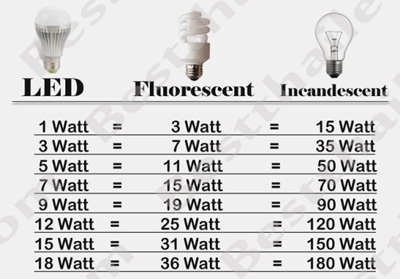 LED Fluorescent Incandescent
1 Watt = 3 Watt = 15 Watt
3 Watt = 7 Watt = 35 Watt
5 Watt = 11 Watt = 50 Watt
7 Watt = 15 Watt = 70 Watt
9 Watt = 19 Watt = 90 Watt
12 Watt = 25 Watt = 120 Watt
15 Watt = 31 Watt = 150 Watt
18 Watt = 36 Watt = 180 Watt